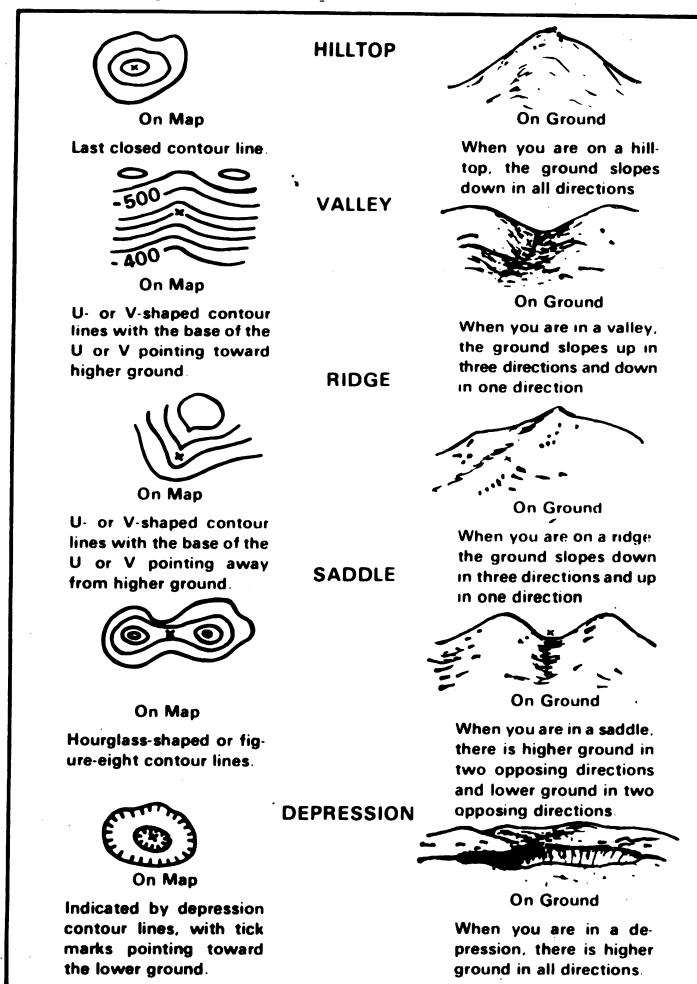 HILLTOP
On Map
Last closed contour line.
On Ground
When you are on a hill-
top, the ground slopes
down in all directions
VALLEY
-500
-400
On Map
U- or V-shaped contour
lines with the base of the
U or V pointing toward
higher ground.
On Ground
When you are in a valley,
the ground slopes up in
three directions and down
in one direction
RIDGE
On Map
U- or V-shaped contour
lines with the base of the
U or V pointing away
from higher ground.
On Ground
When you are on a ridge
the ground slopes down
in three directions and up
in one direction
SADDLE
On Map
Hourglass-shaped or fig-
ure-eight contour lines.
On Ground
When you are in a saddle,
there is higher ground in
two opposing directions
and lower ground in two
opposing directions.
DEPRESSION
On Map
Indicated by depression
contour lines, with tick
marks pointing toward
the lower ground.
On Ground
When you are in a de-
pression, there is higher
ground in all directions.